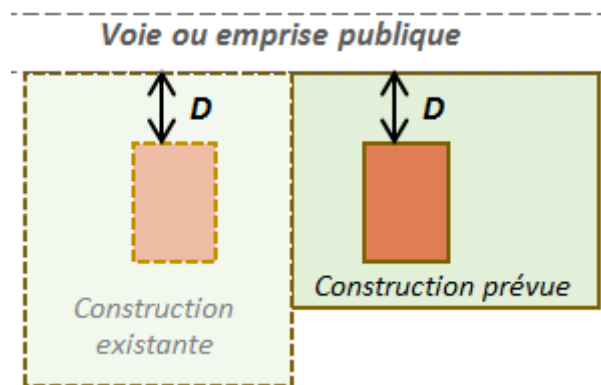 Voie ou emprise publique
D
D
Construction prévue
Construction
existante